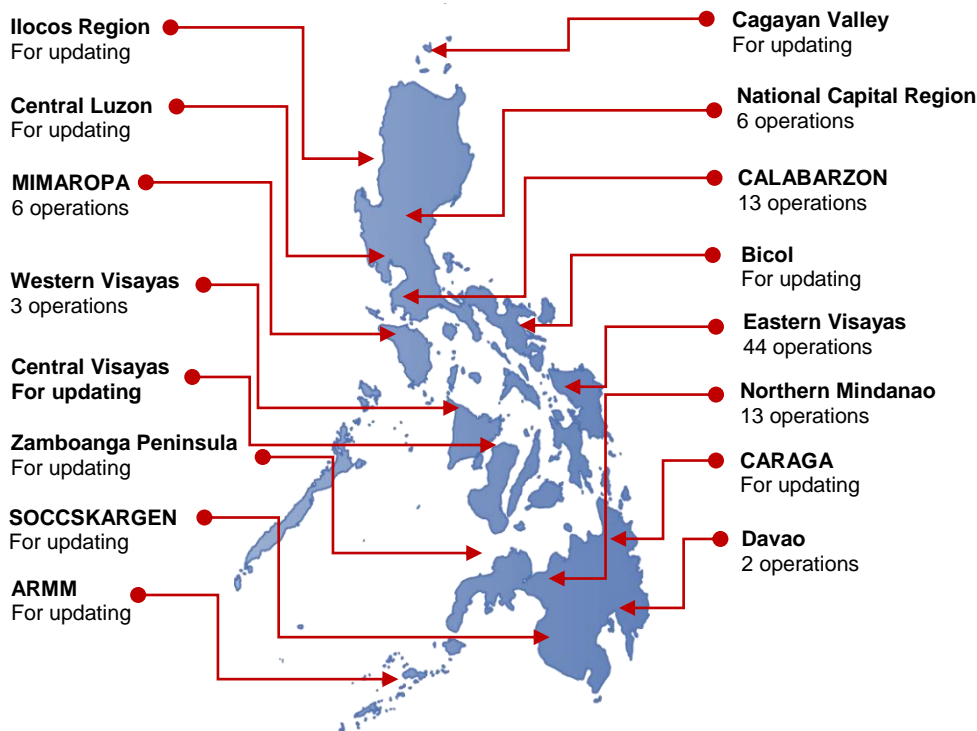 Ilocos Region
For updating
Central Luzon
For updating
MIMAROPA
6 operations
Western Visayas
3 operations
Central Visayas
For updating
Zamboanga Peninsula
For updating
SOCCSKARGEN
For updating
ARMM
For updating
Cagayan Valley
For updating
National Capital Region
6 operations
CALABARZON
13 operations
Bicol
For updating
Eastern Visayas
44 operations
Northern Mindanao
13 operations
CARAGA
For updating
Davao
2 operations